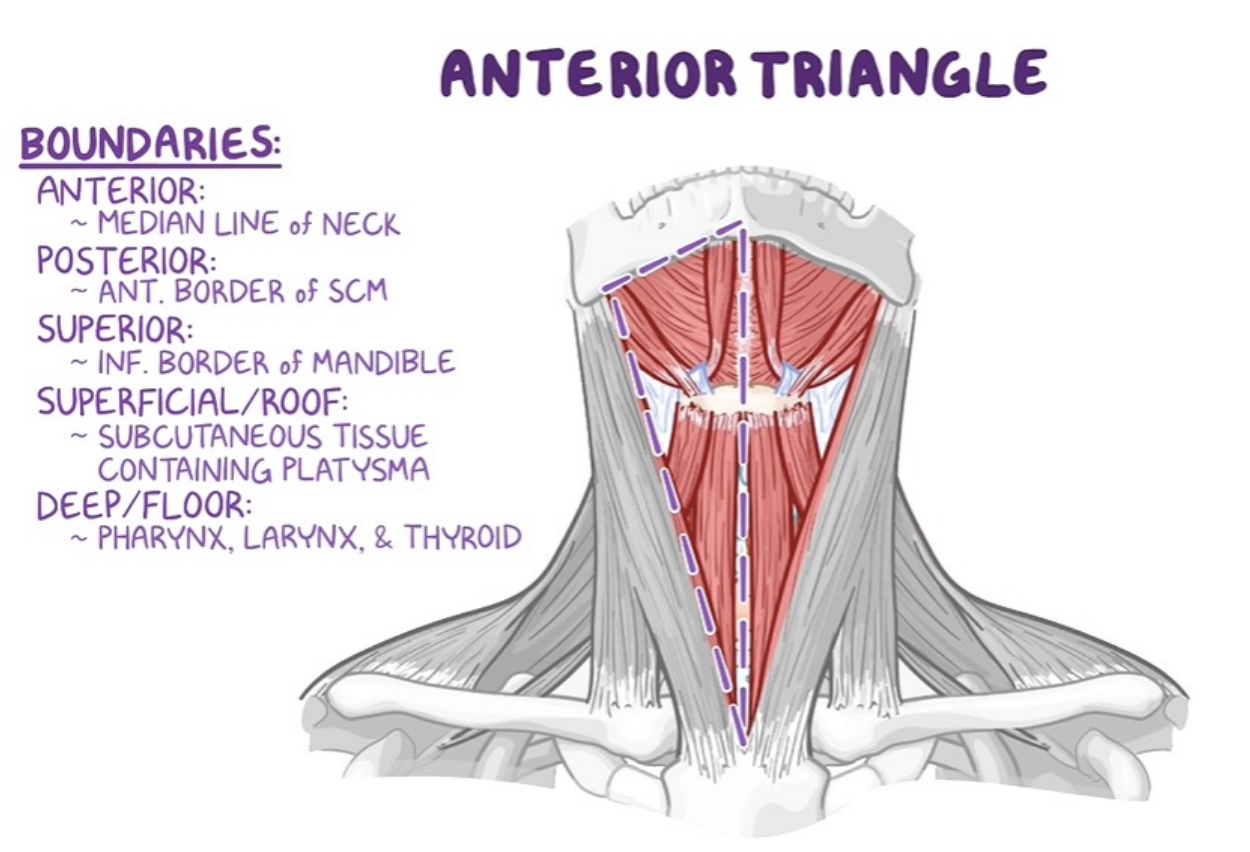 ANTERIOR TRIANGLE
BOUNDARIES:
ANTERIOR:
~ MEDIAN LINE of NECK
POSTERIOR:
~ ANT. BORDER of SCM
SUPERIOR:
~ INF. BORDER of MANDIBLE
SUPERFICIAL/ROOF:
~ SUBCUTANEOUS TISSUE
CONTAINING PLATYSMA
DEEP/FLOOR:
~ PHARYNX, LARYNX, & THYROID